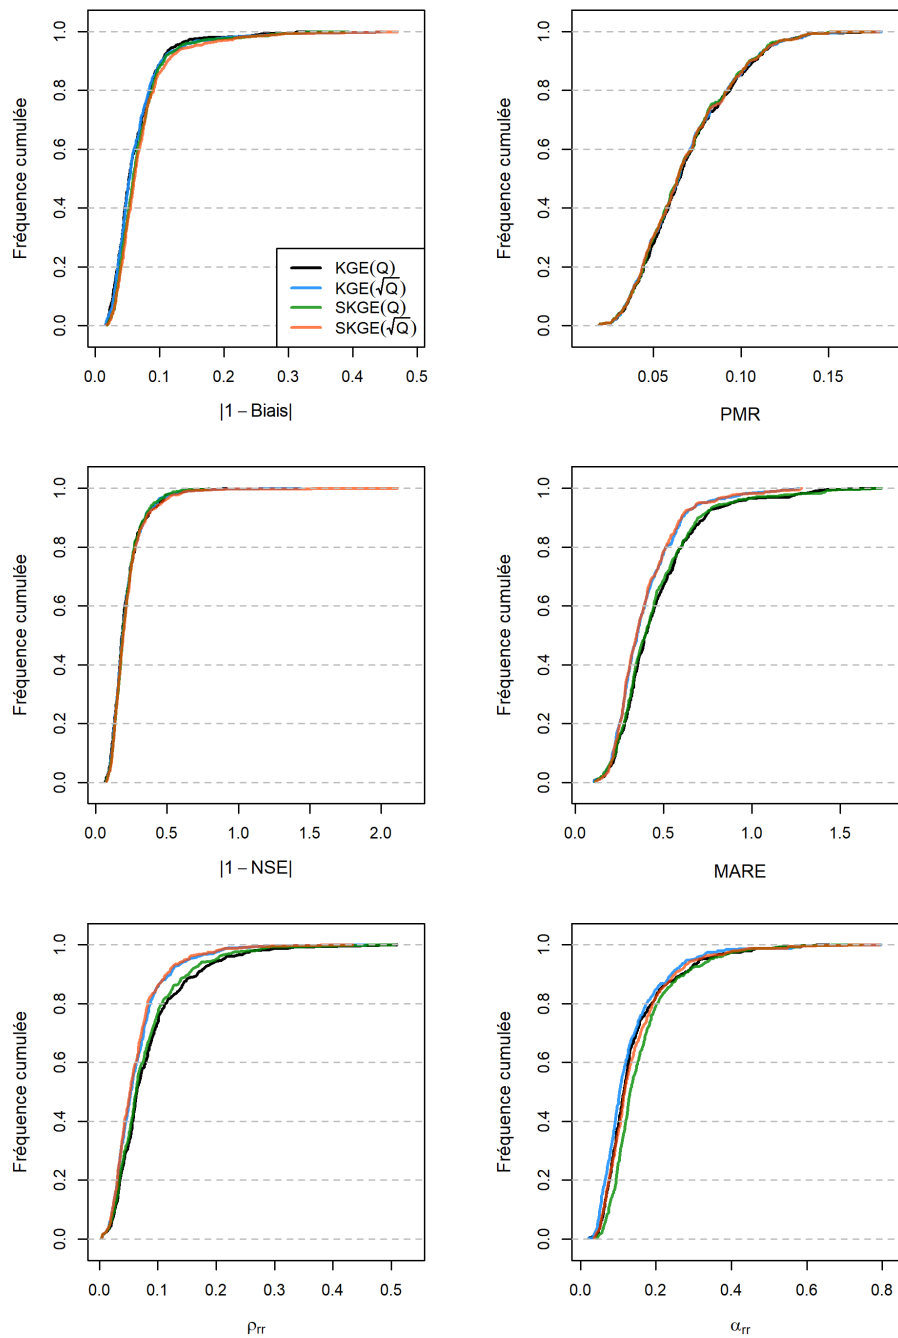 Fréquence cumulée
1.0
0.8
0.6
0.4
0.2
0.0
KGE(Q)
KGE(√Q)
SKGE(Q)
SKGE(√Q)
0.0 0.1 0.2 0.3 0.4 0.5
|1 − Biais|
Fréquence cumulée
1.0
0.8
0.6
0.4
0.2
0.0
0.05 0.10 0.15
PMR
Fréquence cumulée
1.0
0.8
0.6
0.4
0.2
0.0
0.0 0.5 1.0 1.5 2.0
|1 − NSE|
Fréquence cumulée
1.0
0.8
0.6
0.4
0.2
0.0
0.0 0.5 1.0 1.5
MARE
Fréquence cumulée
1.0
0.8
0.6
0.4
0.2
0.0
0.0 0.1 0.2 0.3 0.4 0.5
ρrr
Fréquence cumulée
1.0
0.8
0.6
0.4
0.2
0.0
0.0 0.2 0.4 0.6 0.8
αrr